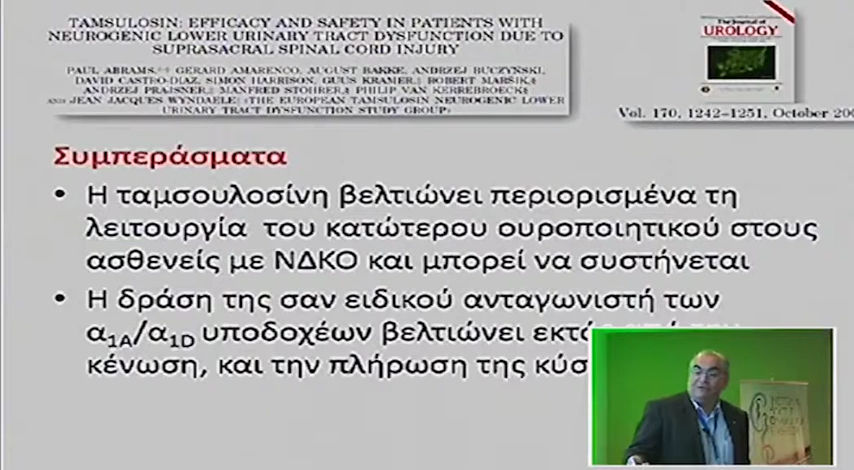 TAMSULOSIN: EFFICACY AND SAFETY IN PATIENTS WITH
NEUROGENIC LOWER URINARY TRACT DYSFUNCTION DUE TO
SUPRASACRAL SPINAL CORD INJURY
PAUL ABRAMS, GERARD AMARENCO, AUGUST BAKKE, ANDRZEJ BUCZYNSKI,
DAVID CASTRO-DIAZ, SIMON HARRISON, GUUS KRAMER, ROBERT MARSIK,
ANDRZEJ PRAJSNER, MANFRED STOHRER, PHILIP VAN KERREBROECK
AND JEAN JACQUES WYNDAELE (THE EUROPEAN TAMSULOSIN NEUROGENIC LOWER
URINARY TRACT DYSFUNCTION STUDY GROUP)
The Journal of
UROLOGY
Vol. 170, 1242–1251, October
Συμπεράσματα
• Η ταμσουλοσίνη βελτιώνει περιορισμένα τη
λειτουργία του κατώτερου ουροποιητικού στους
ασθενείς με ΝΔΚΟ και μπορεί να συστήνεται
• Η δράση της σαν ειδικού ανταγωνιστή των
α1A/α1D υποδοχέων βελτιώνει εκτός από την
κένωση, και την πλήρωση της κύσ